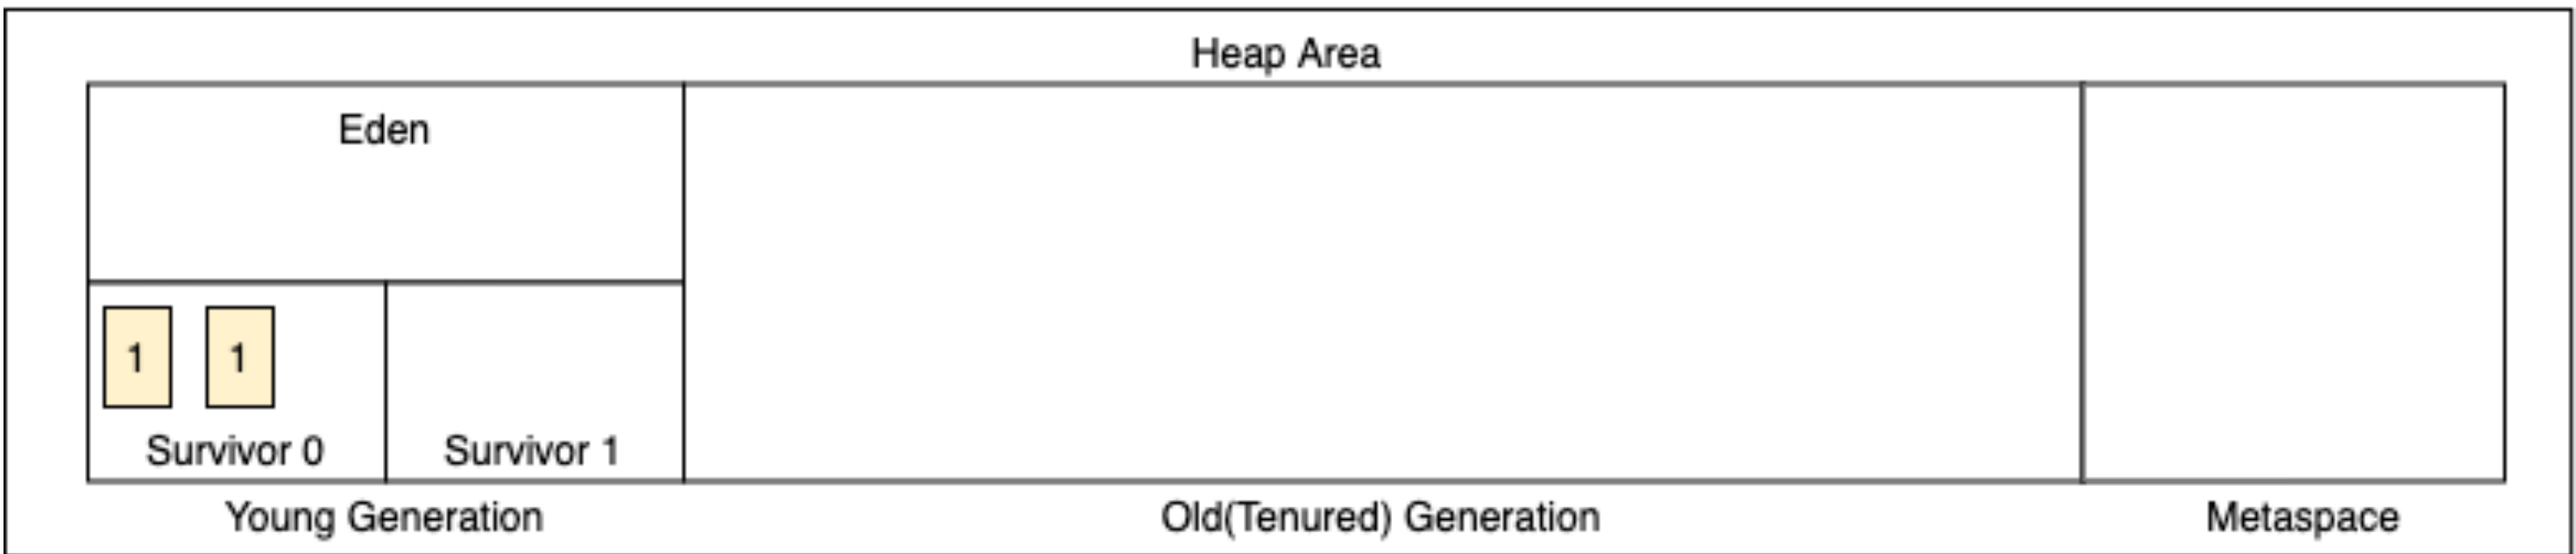 Heap Area
Eden
1 1
Survivor 0 Survivor 1
Young Generation Old(Tenured) Generation Metaspace